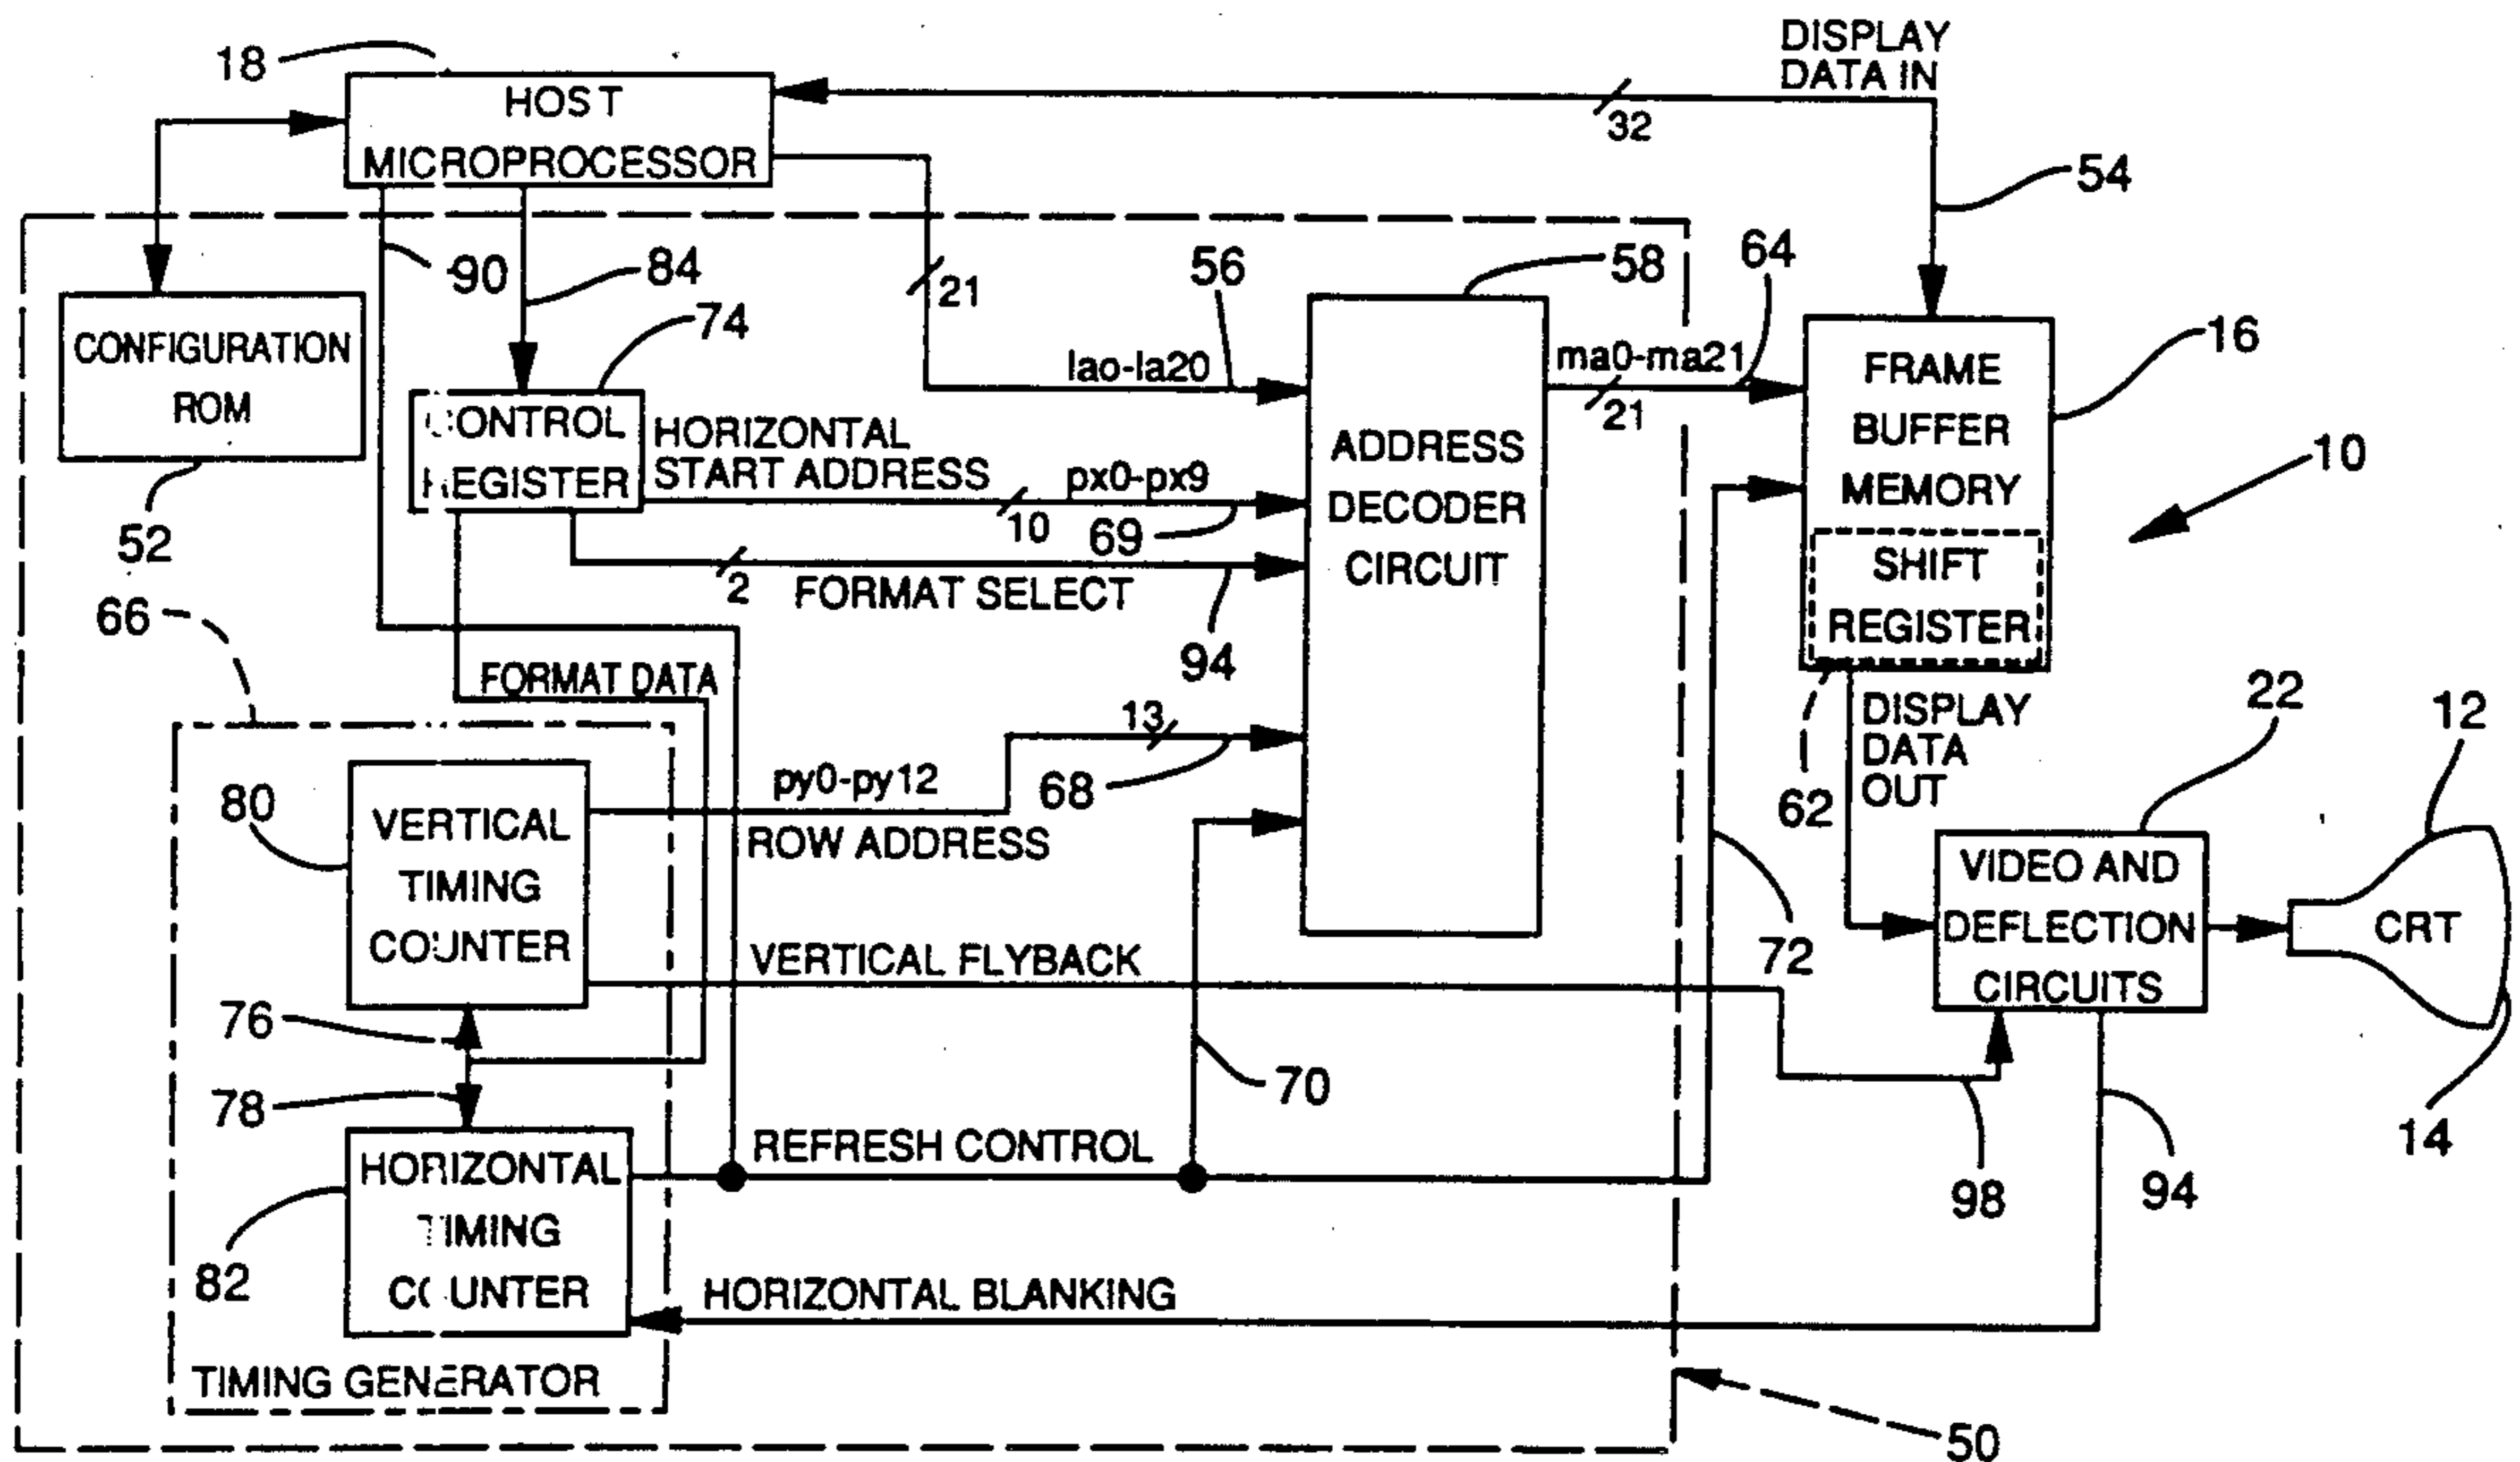 18
HOST
MICROPROCESSOR
DISPLAY
DATA IN
32
54
90
84
21
56
58
64
CONFIGURATION
ROM
52
74
CONTROL
REGISTER
lao-la20
ma0-ma21
21
HORIZONTAL
START ADDRESS
px0-px9
10
69
2
FORMAT SELECT
94
ADDRESS
DECODER
CIRCUIT
FRAME
BUFFER
MEMORY
SHIFT
REGISTER
16
10
66
FORMAT DATA
13
68
py0-py12
ROW ADDRESS
80
VERTICAL
TIMING
COUNTER
62
DISPLAY
DATA
OUT
22
12
VIDEO AND
DEFLECTION
CIRCUITS
CRT
14
VERTICAL FLYBACK
72
76
78
70
REFRESH CONTROL
98
94
82
HORIZONTAL
TIMING
COUNTER
HORIZONTAL BLANKING
TIMING GENERATOR
50